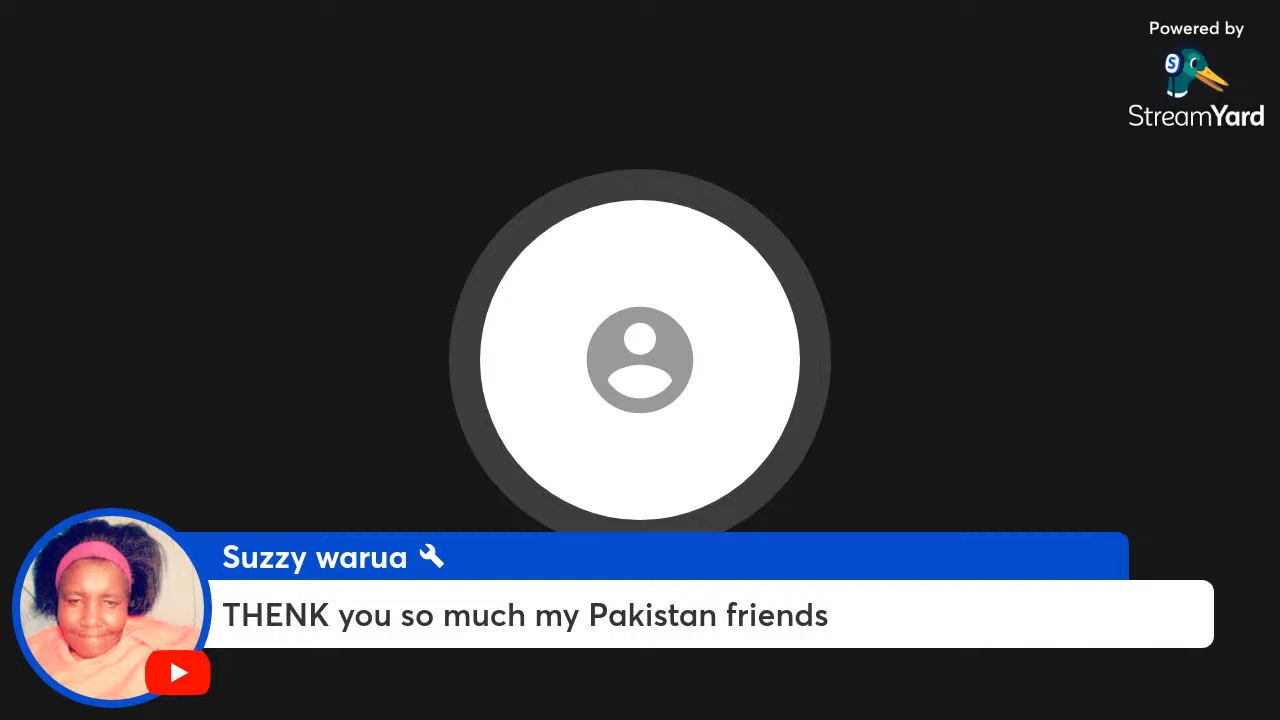 Powered by
S
StreamYard
Suzzy warua
THENK you so much my Pakistan friends